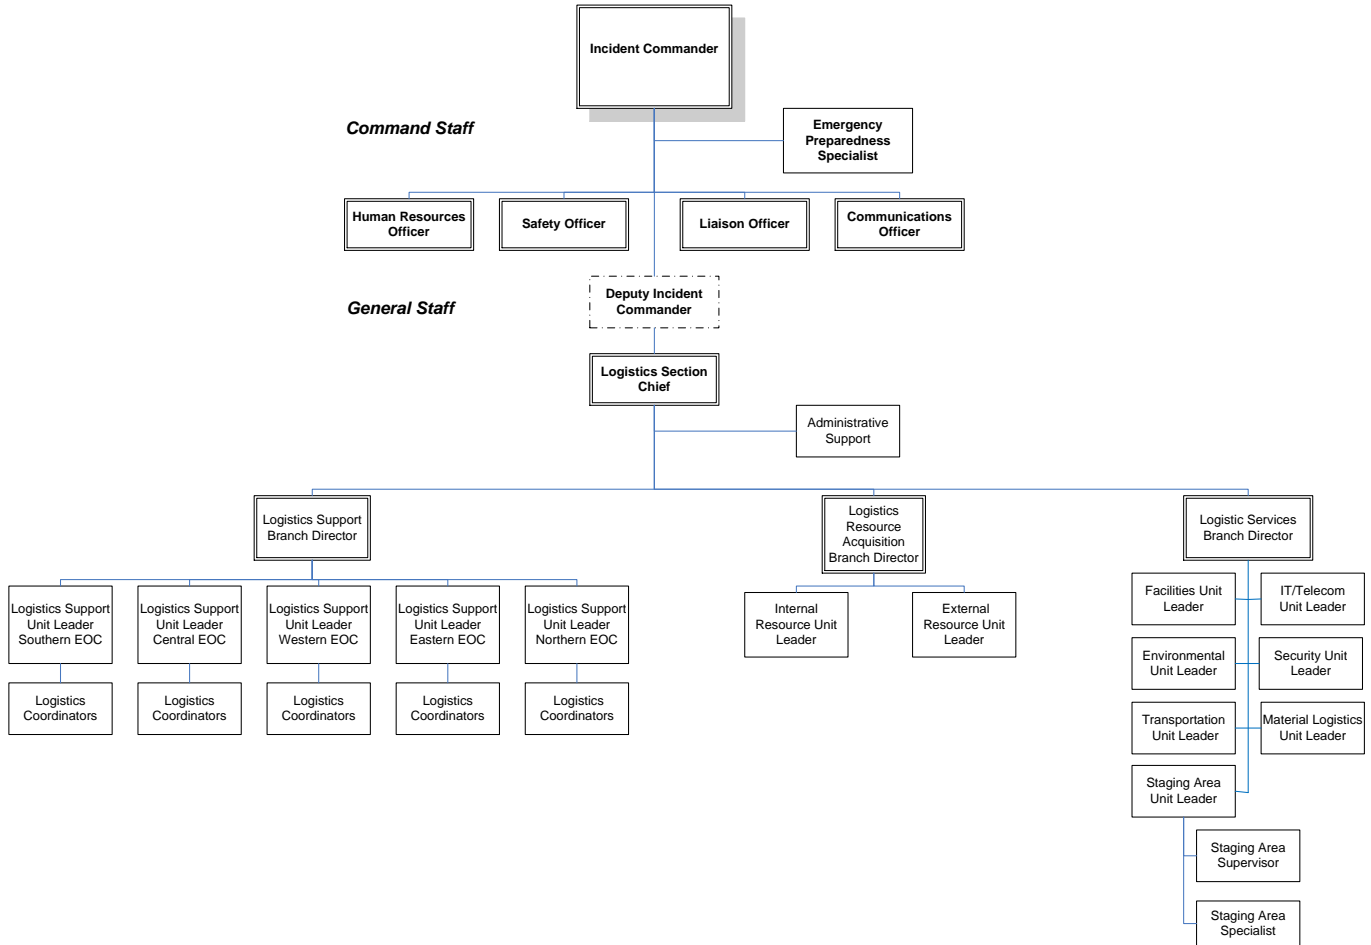 Incident Commander
Command Staff
Emergency
Preparedness
Specialist
Human Resources
Officer
Safety Officer
Liaison Officer
Communications
Officer
General Staff
Deputy Incident
Commander
Logistics Section
Chief
Administrative
Support
Logistics Support
Branch Director
Logistics
Resource
Acquisition
Branch Director
Logistic Services
Branch Director
Logistics Support
Unit Leader
Southern EOC
Logistics Support
Unit Leader
Central EOC
Logistics Support
Unit Leader
Western EOC
Logistics Support
Unit Leader
Eastern EOC
Logistics Support
Unit Leader
Northern EOC
Internal
Resource Unit
Leader
External
Resource Unit
Leader
Facilities Unit
Leader
IT/Telecom
Unit Leader
Environmental
Unit Leader
Security Unit
Leader
Logistics
Coordinators
Logistics
Coordinators
Logistics
Coordinators
Logistics
Coordinators
Logistics
Coordinators
Transportation
Unit Leader
Material Logistics
Unit Leader
Staging Area
Unit Leader
Staging Area
Supervisor
Staging Area
Specialist